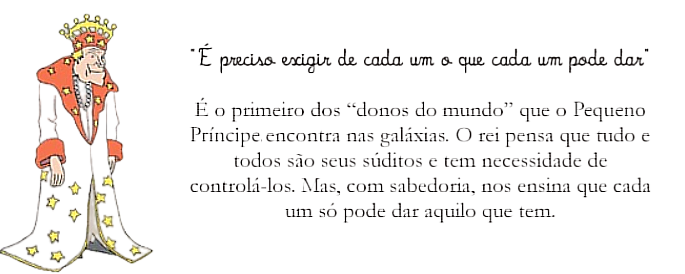 "É preciso exigir de cada um o que cada um pode dar"
É o primeiro dos “donos do mundo” que o Pequeno
Príncipe encontra nas galáxias. O rei pensa que tudo e
todos são seus súditos e tem necessidade de
controlá-los. Mas, com sabedoria, nos ensina que cada
um só pode dar aquilo que tem.